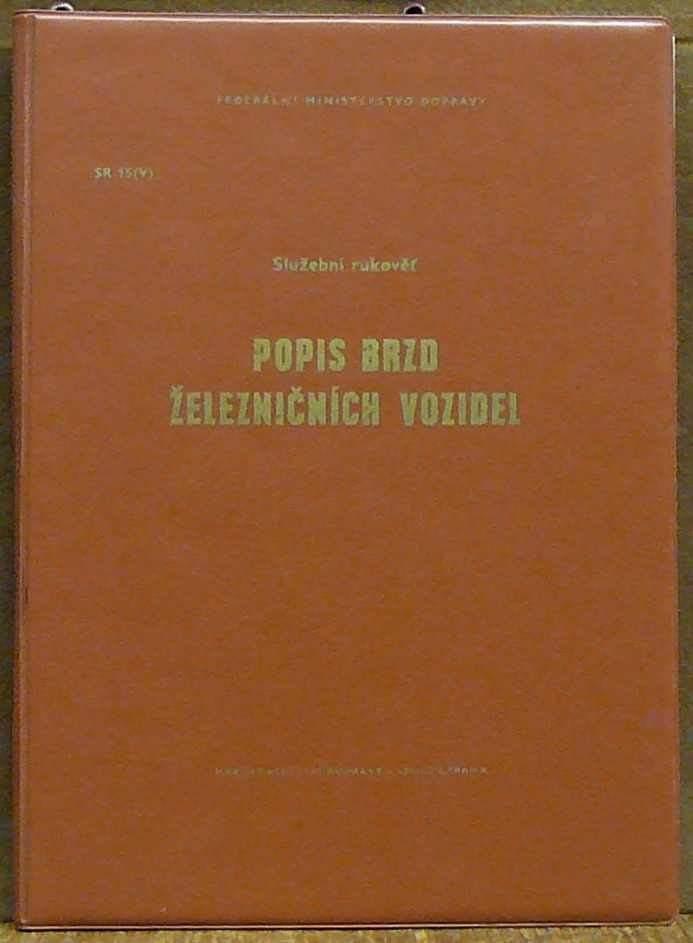 FEDERÁLNÍ MINISTERSTVO DOPRAVY
SR 15(V)
Služební rukověť
POPIS BRZD
ŽELEZNIČNÍCH VOZIDEL